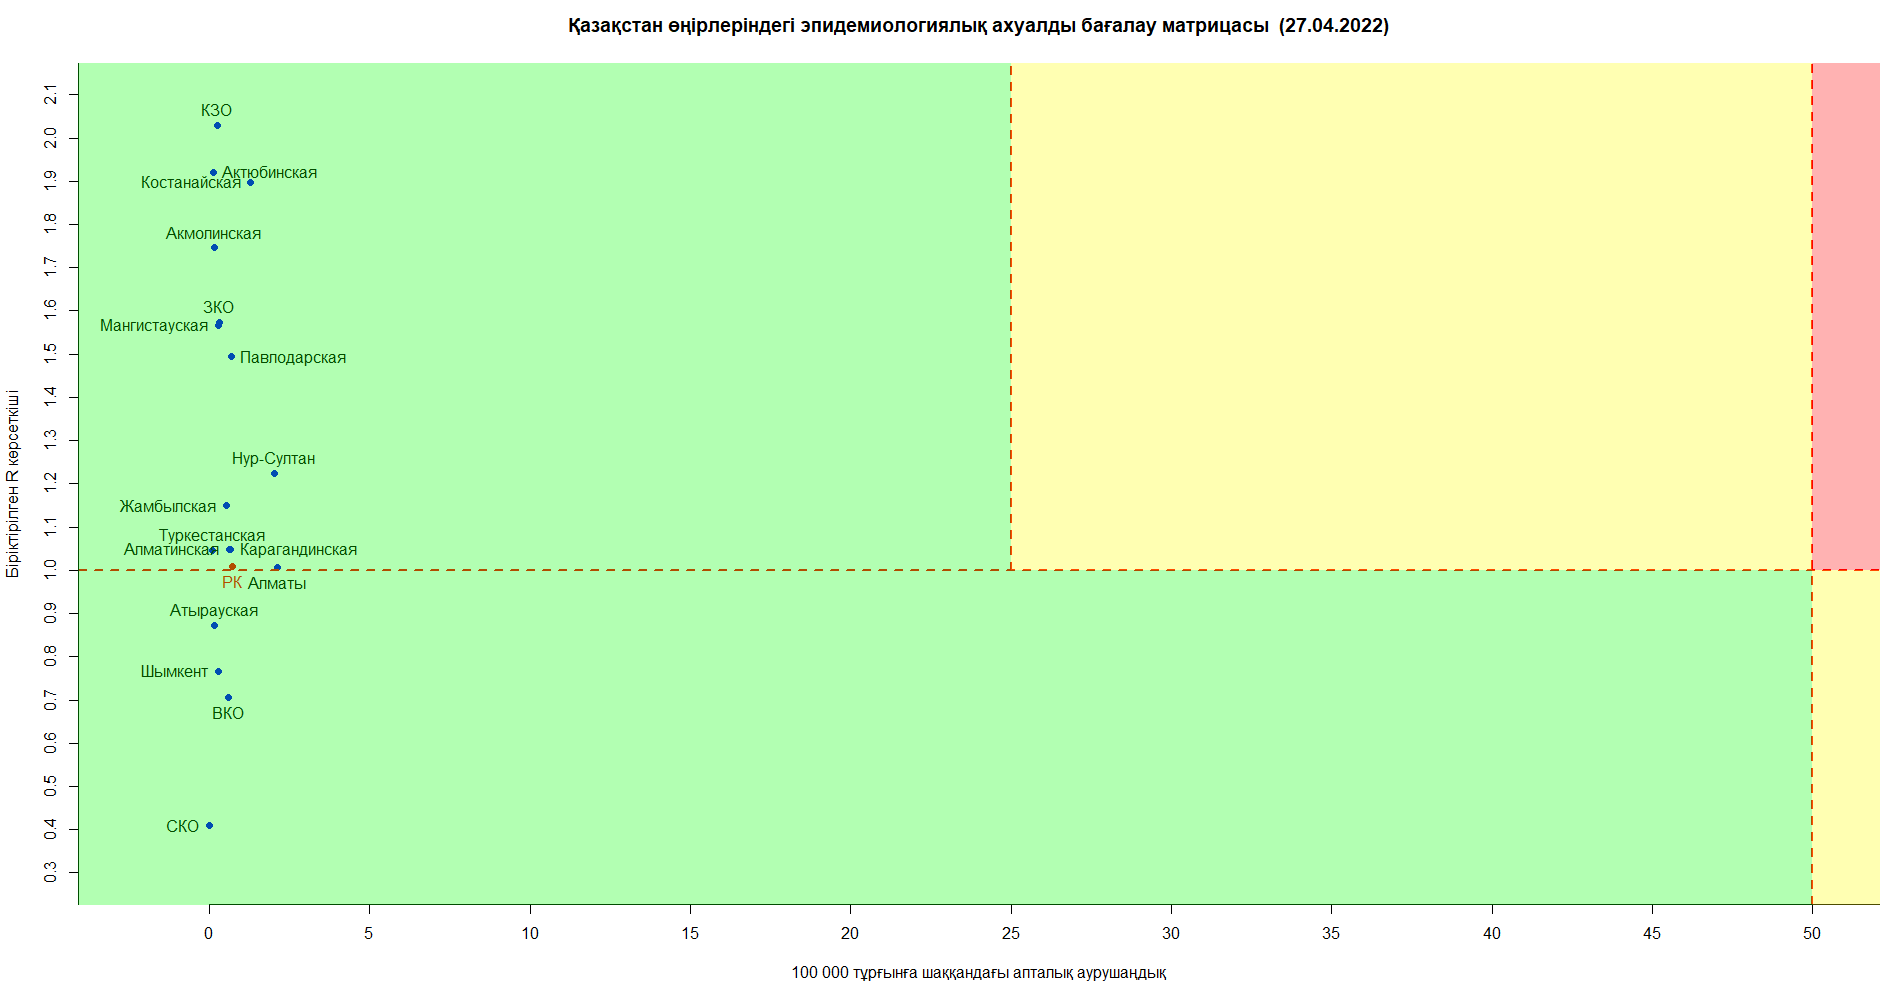 Қазақстан өңірлеріндегі эпидемиологиялық ахуалды бағалау матрицасы (27.04.2022)
2.1
2.0
1.9
1.8
1.7
1.6
1.5
1.4
1.3
1.2
1.1
1.0
0.9
0.8
0.7
0.6
0.5
0.4
0.3
Біріктірілген R көрсеткіші
КЗО
Актюбинская
Костанайская
Акмолинская
ЗКО
Мангистауская
Павлодарская
Нур-Султан
Жамбылская
Туркестанская
Алматинская
Карагандинская
РК
Алматы
Атырауская
Шымкент
ВКО
СКО
0 5 10 15 20 25 30 35 40 45 50
100 000 тұрғынға шаққандағы апталық аурушаңдық